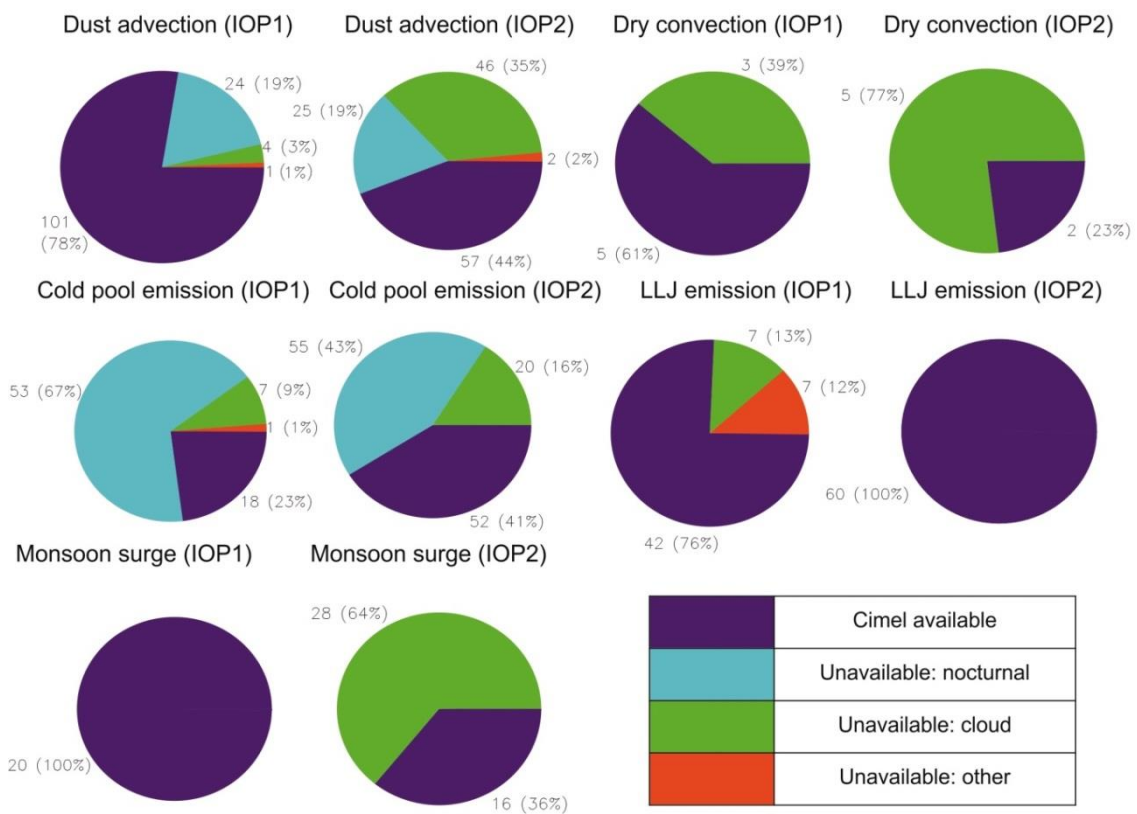 Dust advection (IOP1)
Dust advection (IOP2)
Dry convection (IOP1)
Dry convection (IOP2)
24 (19%)
4 (3%)
1 (1%)
101
(78%)
46 (35%)
25 (19%)
2 (2%)
57 (44%)
3 (39%)
5 (61%)
5 (77%)
2 (23%)
Cold pool emission (IOP1)
Cold pool emission (IOP2)
LLJ emission (IOP1)
LLJ emission (IOP2)
53 (67%)
7 (9%)
1 (1%)
18 (23%)
55 (43%)
20 (16%)
52 (41%)
7 (13%)
7 (12%)
42 (76%)
60 (100%)
Monsoon surge (IOP1)
Monsoon surge (IOP2)
20 (100%)
28 (64%)
16 (36%)
Cimel available
Unavailable: nocturnal
Unavailable: cloud
Unavailable: other